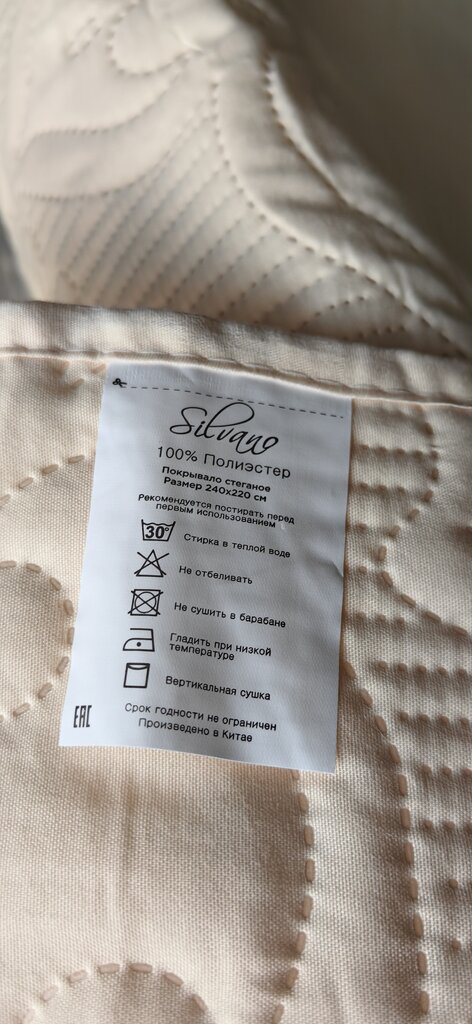 Silvano
100% Полиэстер
Покрывало стеганое
Размер 240х220 см
Рекомендуется постирать перед
первым использованием
30° Стирка в теплой воде
Не отбеливать
Не сушить в барабане
Гладить при низкой
температуре
Вертикальная сушка
Срок годности не ограничен
Произведено в Китае
EAC